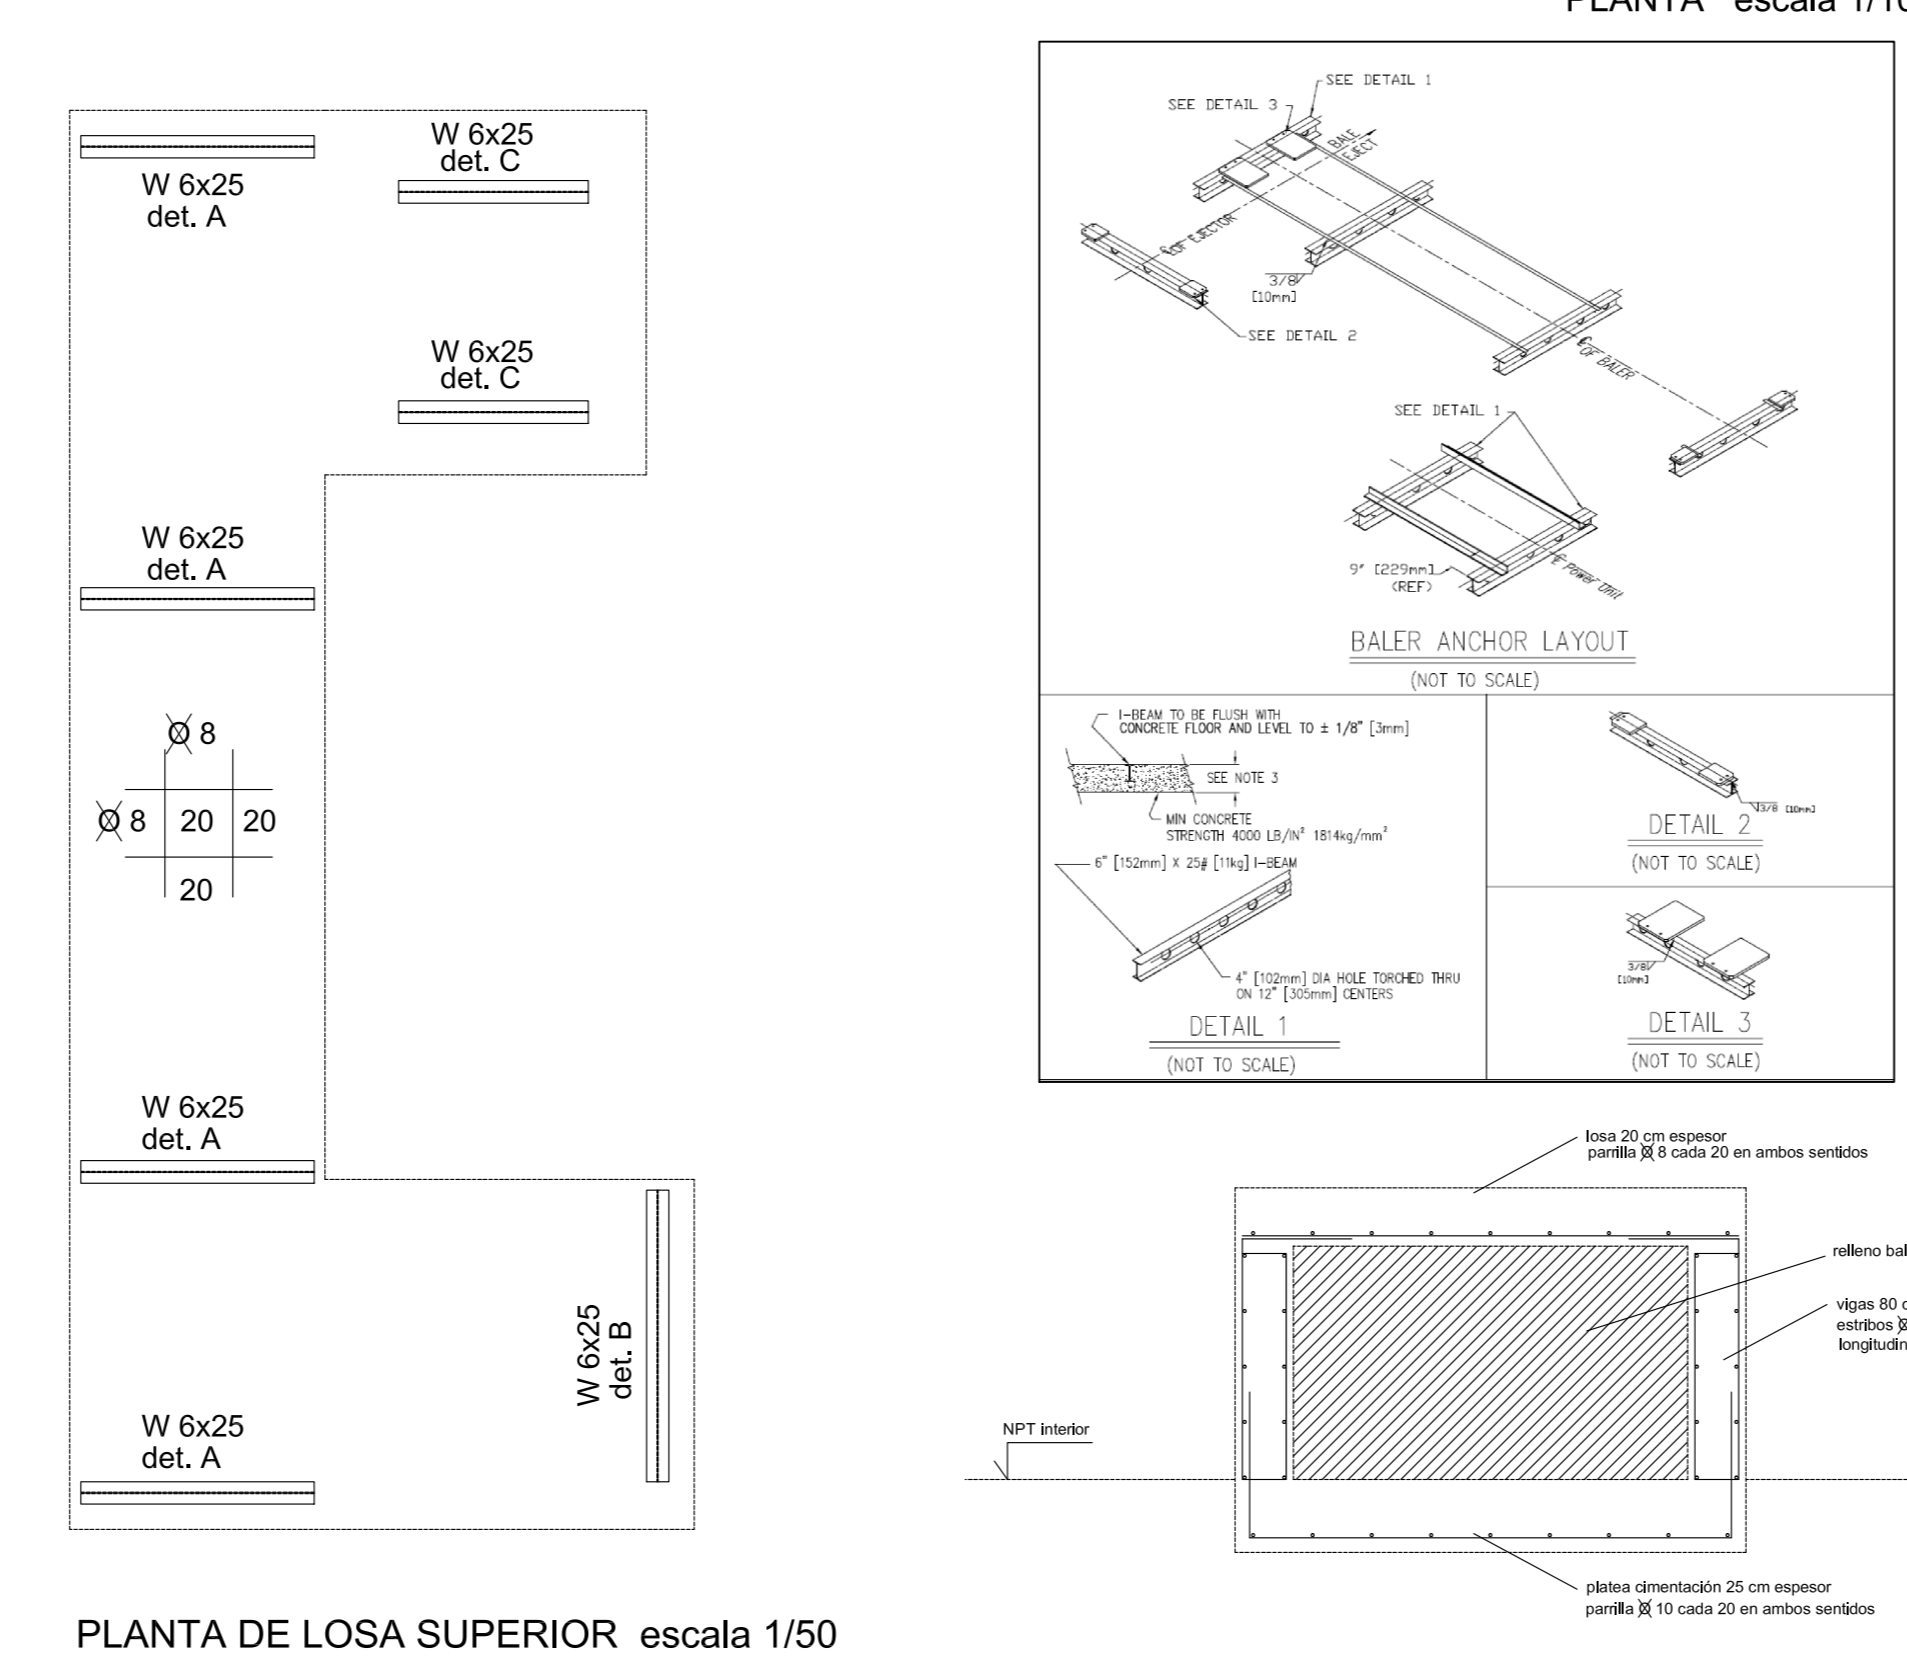 PLANTA escala 1/10
W 6x25
det. A
W 6x25
det. C
W 6x25
det. C
W 6x25
det. A
Ø 8
Ø 8 20 20
20
W 6x25
det. A
W 6x25
det. B
W 6x25
det. A
PLANTA DE LOSA SUPERIOR escala 1/50
SEE DETAIL 1
SEE DETAIL 3
BALE
EJECT
℄ OF EJECTOR
3/8
[10mm]
SEE DETAIL 2
℄ OF BALER
SEE DETAIL 1
9" [229mm]
(REF)
℄ Power Unit
BALER ANCHOR LAYOUT
(NOT TO SCALE)
I-BEAM TO BE FLUSH WITH
CONCRETE FLOOR AND LEVEL TO ± 1/8" [3mm]
SEE NOTE 3
MIN CONCRETE
STRENGTH 4000 LB/IN² 1814kg/mm²
6" [152mm] X 25# [11kg] I-BEAM
4" [102mm] DIA HOLE TORCHED THRU
ON 12" [305mm] CENTERS
DETAIL 1
(NOT TO SCALE)
3/8 [10mm]
DETAIL 2
(NOT TO SCALE)
3/8
[10mm]
DETAIL 3
(NOT TO SCALE)
losa 20 cm espesor
parrilla Ø 8 cada 20 en ambos sentidos
relleno bal
vigas 80 c
estribos Ø
longitudin
NPT interior
platea cimentación 25 cm espesor
parrilla Ø 10 cada 20 en ambos sentidos